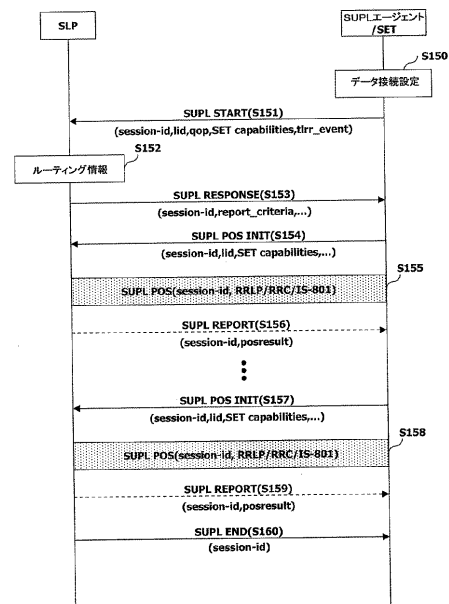 SLP
SUPLエージェント
/SET
S150
データ接続設定
SUPL START(S151)
(session-id,lid,qop,SET capabilities,tlrr_event)
S152
ルーティング情報
SUPL RESPONSE(S153)
(session-id,report_criteria,...)
SUPL POS INIT(S154)
(session-id,lid,SET capabilities,...)
S155
SUPL POS(session-id, RRLP/RRC/IS-801)
SUPL REPORT(S156)
(session-id,posresult)
SUPL POS INIT(S157)
(session-id,lid,SET capabilities,...)
S158
SUPL POS(session-id, RRLP/RRC/IS-801)
SUPL REPORT(S159)
(session-id,posresult)
SUPL END(S160)
(session-id)